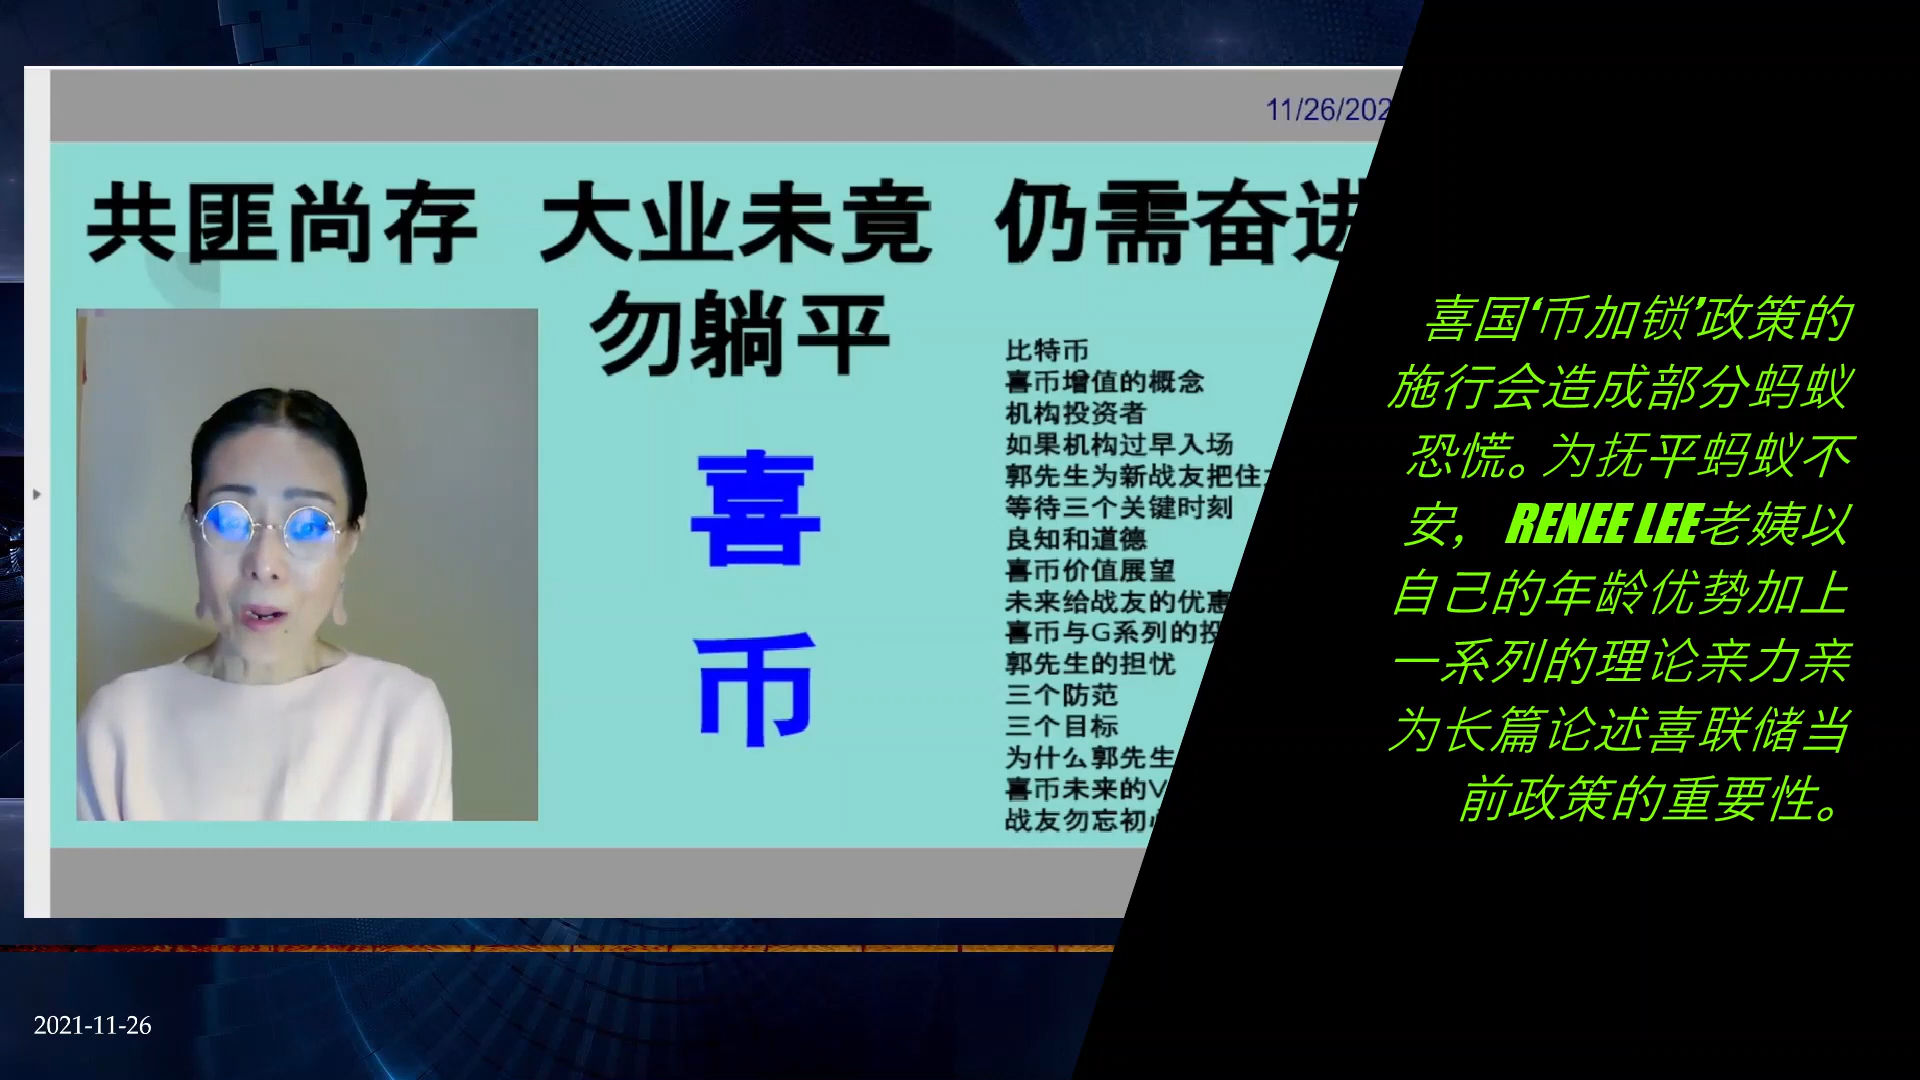 11/26/202
共匪尚存 大业未竟 仍需奋进
勿躺平
喜
币
比特币
喜币增值的概念
机构投资者
如果机构过早入场
郭先生为新战友把住
等待三个关键时刻
良知和道德
喜币价值展望
未来给战友的优惠
喜币与G系列的投
郭先生的担忧
三个防范
三个目标
为什么郭先生
喜币未来的V
战友勿忘初心
喜国‘币加锁’政策的
施行会造成部分蚂蚁
恐慌。为抚平蚂蚁不
安，RENEE LEE老姨以
自己的年龄优势加上
一系列的理论亲力亲
为长篇论述喜联储当
前政策的重要性。
2021-11-26